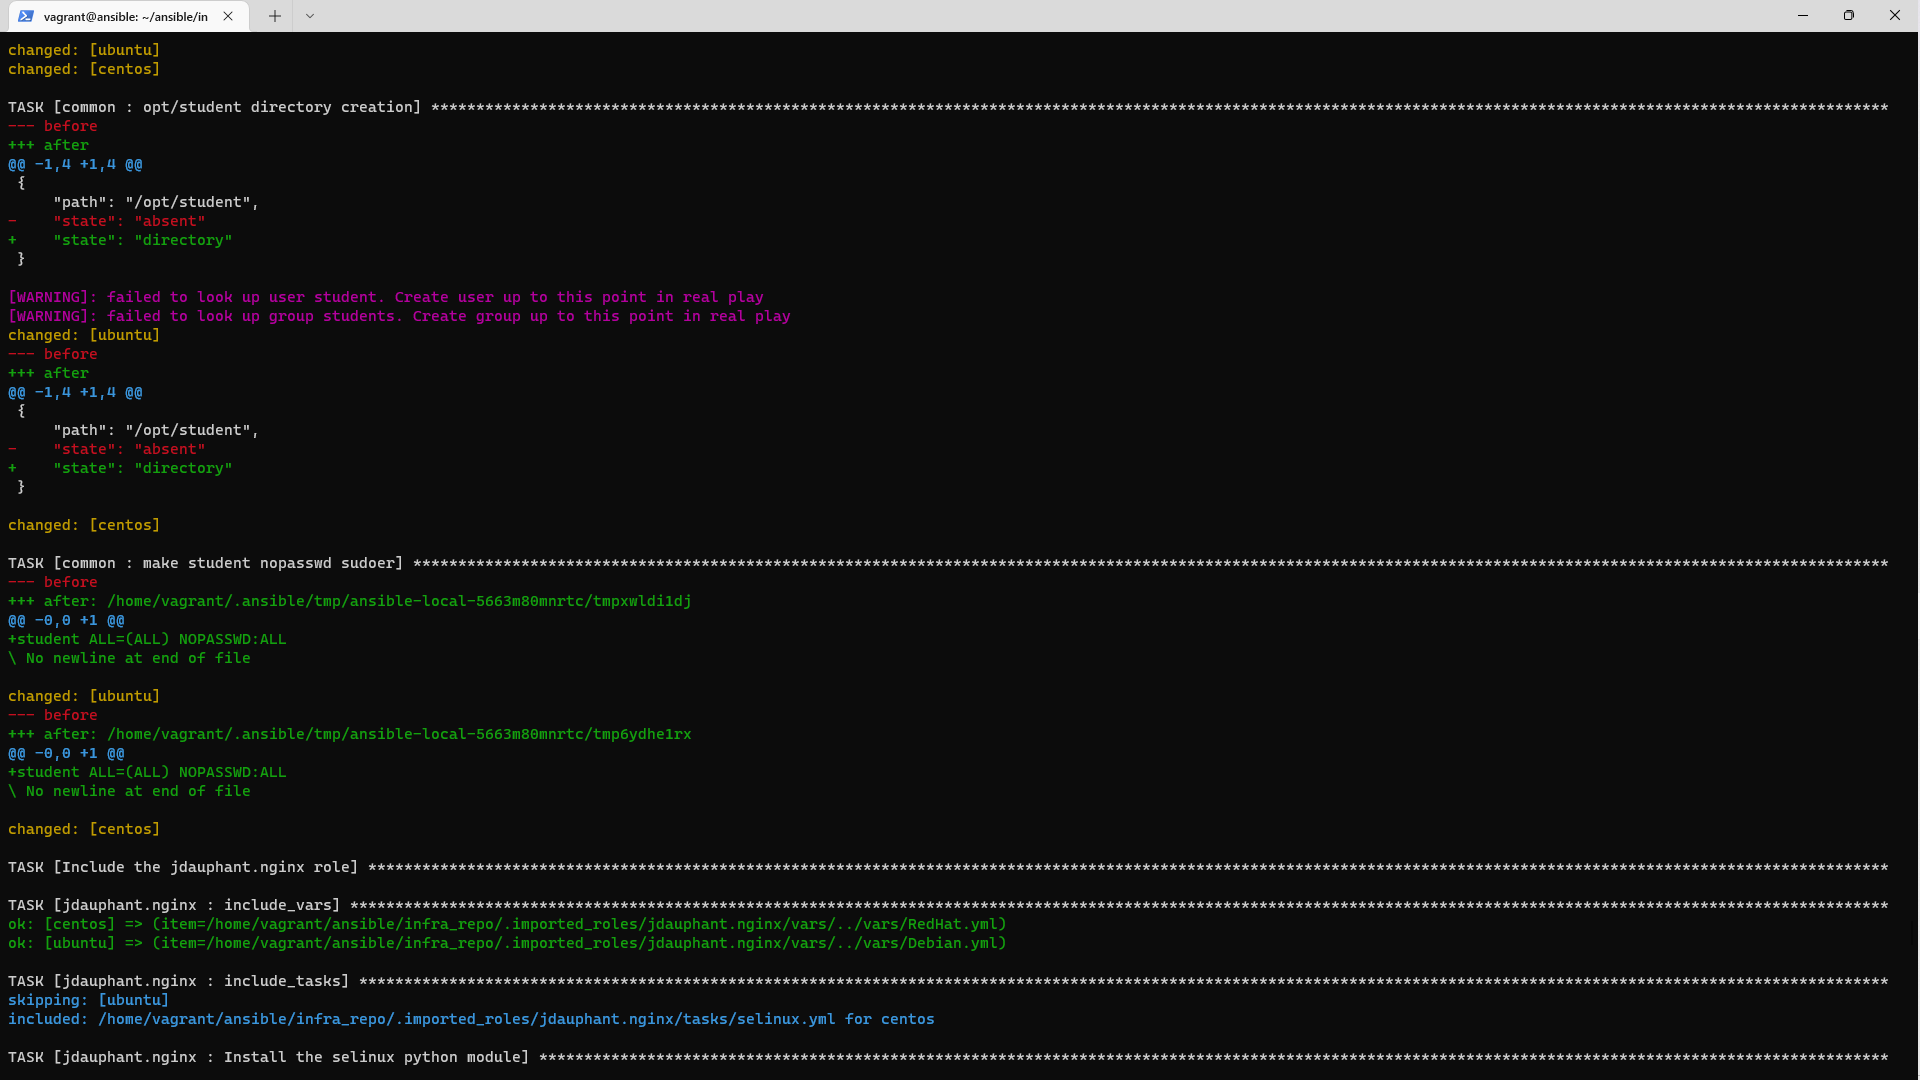 vagrant@ansible: ~/ansible/in
changed: [ubuntu]
changed: [centos]
TASK [common : opt/student directory creation] ******************************************************************************************************************************************************************
--- before
+++ after
@@ -1,4 +1,4 @@
 {
     "path": "/opt/student",
-    "state": "absent"
+    "state": "directory"
 }
[WARNING]: failed to look up user student. Create user up to this point in real play
[WARNING]: failed to look up group students. Create group up to this point in real play
changed: [ubuntu]
--- before
+++ after
@@ -1,4 +1,4 @@
 {
     "path": "/opt/student",
-    "state": "absent"
+    "state": "directory"
 }
changed: [centos]
TASK [common : make student nopasswd sudoer] ********************************************************************************************************************************************************************
--- before
+++ after: /home/vagrant/.ansible/tmp/ansible-local-5663m80mnrtc/tmpxwldi1dj
@@ -0,0 +1 @@
+student ALL=(ALL) NOPASSWD:ALL
\ No newline at end of file
changed: [ubuntu]
--- before
+++ after: /home/vagrant/.ansible/tmp/ansible-local-5663m80mnrtc/tmp6ydhe1rx
@@ -0,0 +1 @@
+student ALL=(ALL) NOPASSWD:ALL
\ No newline at end of file
changed: [centos]
TASK [Include the jdauphant.nginx role] *************************************************************************************************************************************************************************
TASK [jdauphant.nginx : include_vars] ***************************************************************************************************************************************************************************
ok: [centos] => (item=/home/vagrant/ansible/infra_repo/.imported_roles/jdauphant.nginx/vars/../vars/RedHat.yml)
ok: [ubuntu] => (item=/home/vagrant/ansible/infra_repo/.imported_roles/jdauphant.nginx/vars/../vars/Debian.yml)
TASK [jdauphant.nginx : include_tasks] **************************************************************************************************************************************************************************
skipping: [ubuntu]
included: /home/vagrant/ansible/infra_repo/.imported_roles/jdauphant.nginx/tasks/selinux.yml for centos
TASK [jdauphant.nginx : Install the selinux python module] ******************************************************************************************************************************************************